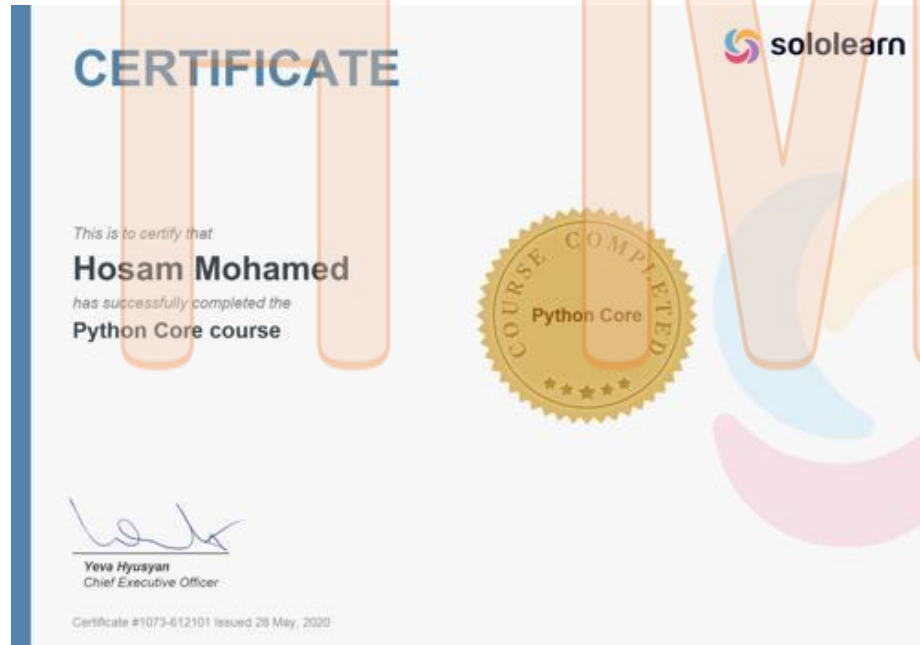 CERTIFICATE
sololearn
This is to certify that
Hosam Mohamed
has successfully completed the
Python Core course
COURSE COMPLETED
Python Core
Yeva Hyusyan
Chief Executive Officer
Certificate #1073-612101 Issued 28 May, 2020